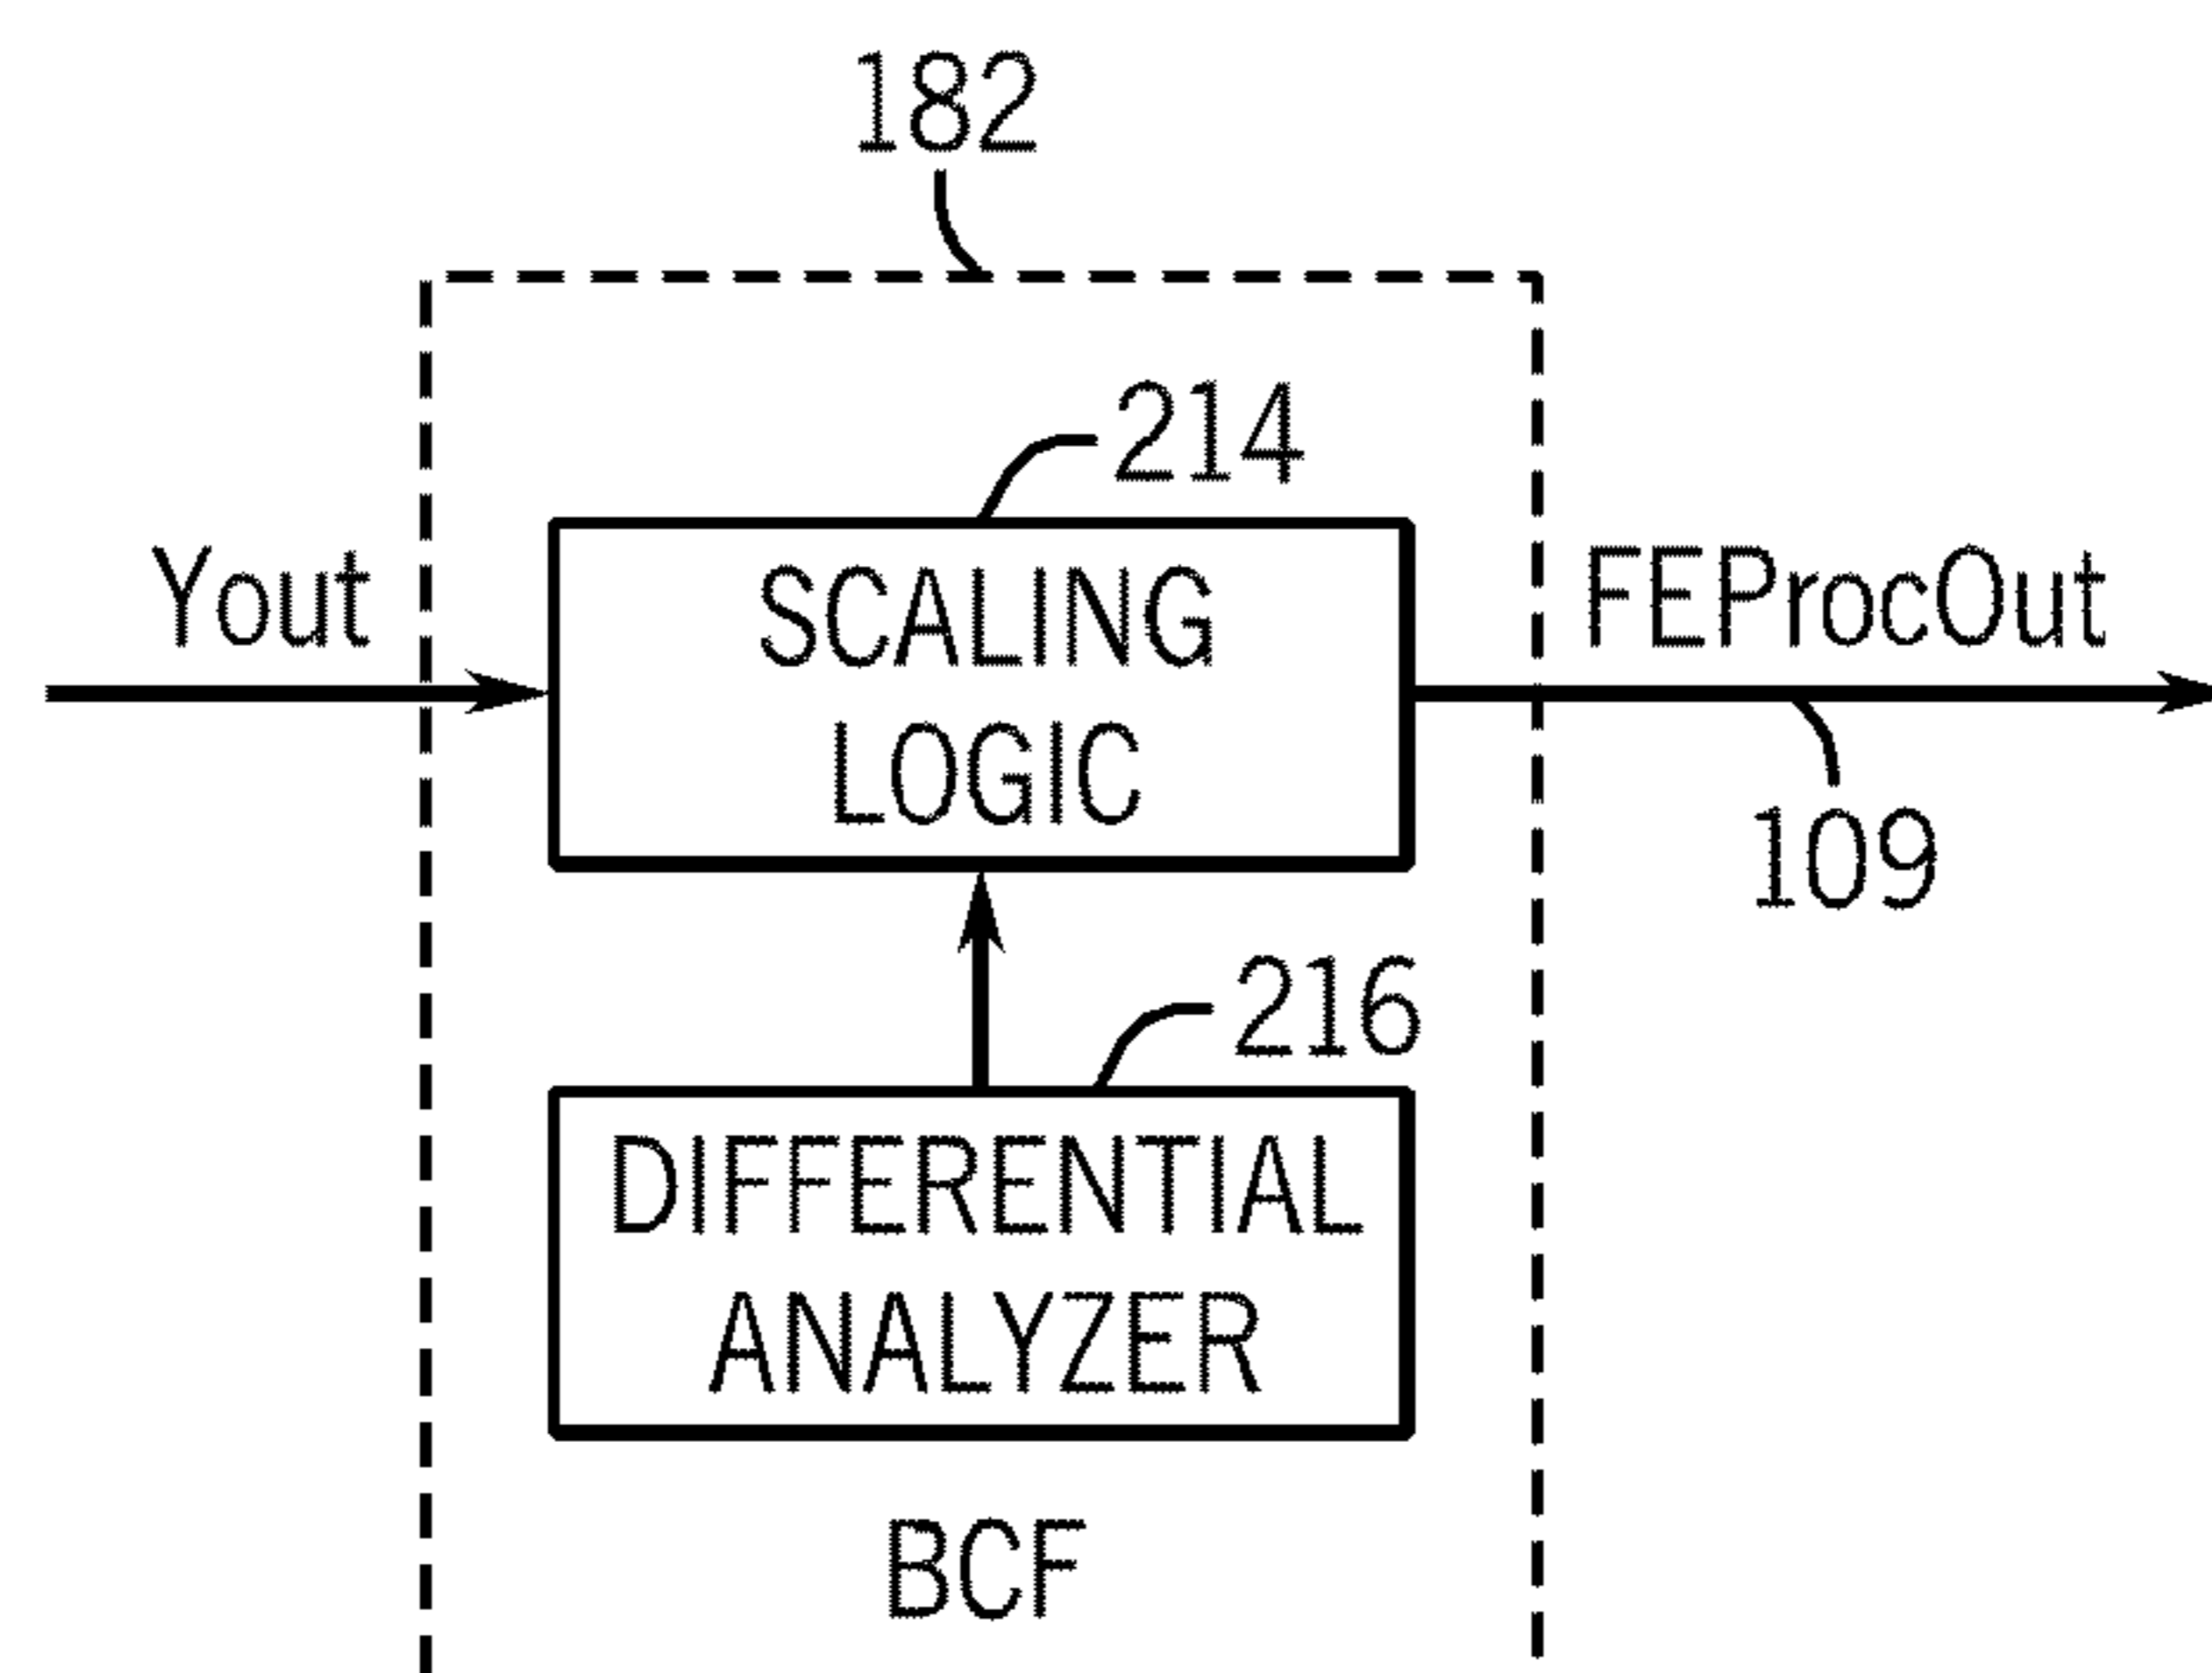 182
214
Yout
SCALING
LOGIC
FEProcOut
109
216
DIFFERENTIAL
ANALYZER
BCF